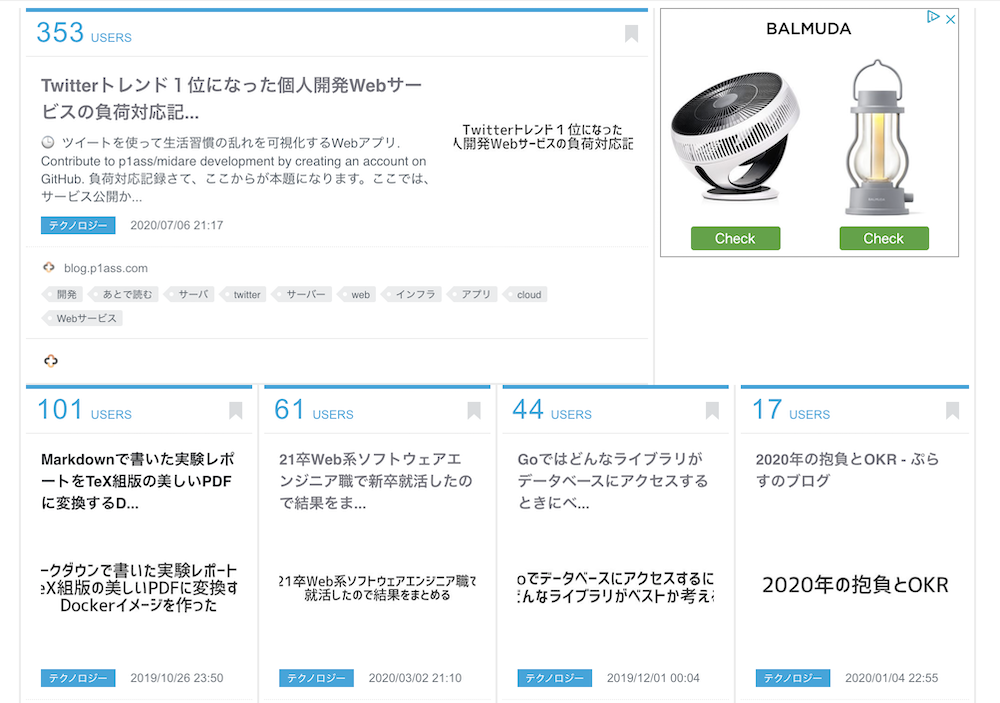 353 USERS
Twitterトレンド１位になった個人開発Webサー
ビスの負荷対応記...
ツイートを使って生活習慣の乱れを可視化するWebアプリ.
Contribute to p1ass/midare development by creating an account on
GitHub. 負荷対応記録さて、ここからが本題になります。ここでは、
サービス公開か...
テクノロジー 2020/07/06 21:17
Twitterトレンド１位になった
人開発Webサービスの負荷対応記
blog.p1ass.com
開発 あとで読む サーバ twitter サーバー web インフラ アプリ cloud
Webサービス
BALMUDA
Check Check
101 USERS
Markdownで書いた実験レポ
ートをTeX組版の美しいPDF
に変換するD...
ークダウンで書いた実験レポート
eX組版の美しいPDFに変換す
Dockerイメージを作った
テクノロジー 2019/10/26 23:50
61 USERS
21卒Web系ソフトウェアエ
ンジニア職で新卒就活したの
で結果をま...
21卒Web系ソフトウェアエンジニア職で
就活したので結果をまとめる
テクノロジー 2020/03/02 21:10
44 USERS
Goではどんなライブラリが
データベースにアクセスする
ときにベ...
oでデータベースにアクセスするに
んなライブラリがベストか考え
テクノロジー 2019/12/01 00:04
17 USERS
2020年の抱負とOKR - ぷら
すのブログ
2020年の抱負とOKR
テクノロジー 2020/01/04 22:55